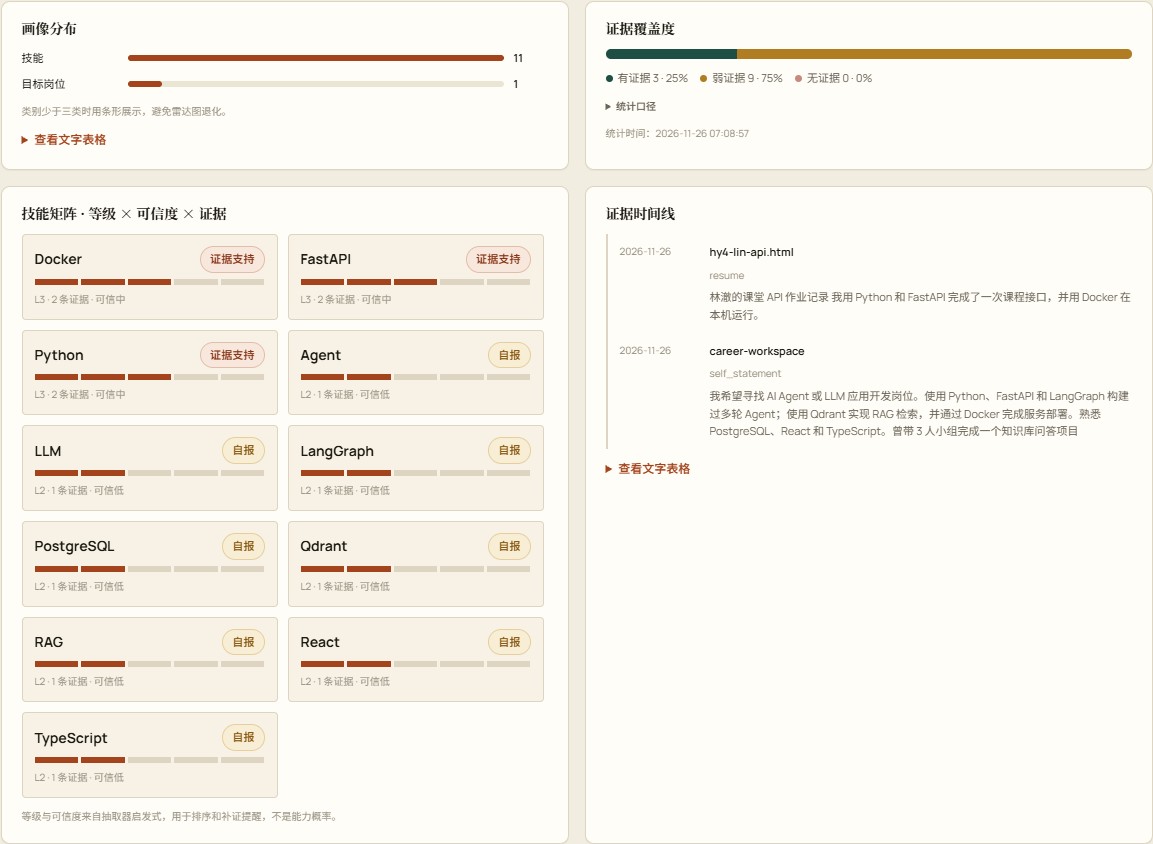 画像分布
技能 11
目标岗位 1
类别少于三类时用条形展示，避免雷达图退化。
▶ 查看文字表格
证据覆盖度
有证据 3 · 25% 弱证据 9 · 75% 无证据 0 · 0%
▶ 统计口径
统计时间：2026-11-26 07:08:57
技能矩阵 · 等级 × 可信度 × 证据
Docker 证据支持
L3 · 2 条证据 · 可信中
FastAPI 证据支持
L3 · 2 条证据 · 可信中
Python 证据支持
L3 · 2 条证据 · 可信中
Agent 自报
L2 · 1 条证据 · 可信低
LLM 自报
L2 · 1 条证据 · 可信低
LangGraph 自报
L2 · 1 条证据 · 可信低
PostgreSQL 自报
L2 · 1 条证据 · 可信低
Qdrant 自报
L2 · 1 条证据 · 可信低
RAG 自报
L2 · 1 条证据 · 可信低
React 自报
L2 · 1 条证据 · 可信低
TypeScript 自报
L2 · 1 条证据 · 可信低
等级与可信度来自抽取器启发式，用于排序和补证提醒，不是能力概率。
证据时间线
2026-11-26 hy4-lin-api.html
resume
林澈的课堂 API 作业记录 我用 Python 和 FastAPI 完成了一次课程接口，并用 Docker 在
本机运行。
2026-11-26 career-workspace
self_statement
我希望寻找 AI Agent 或 LLM 应用开发岗位。使用 Python、FastAPI 和 LangGraph 构建
过多轮 Agent；使用 Qdrant 实现 RAG 检索，并通过 Docker 完成服务部署。熟悉
PostgreSQL、React 和 TypeScript。曾带 3 人小组完成一个知识库问答项目
▶ 查看文字表格